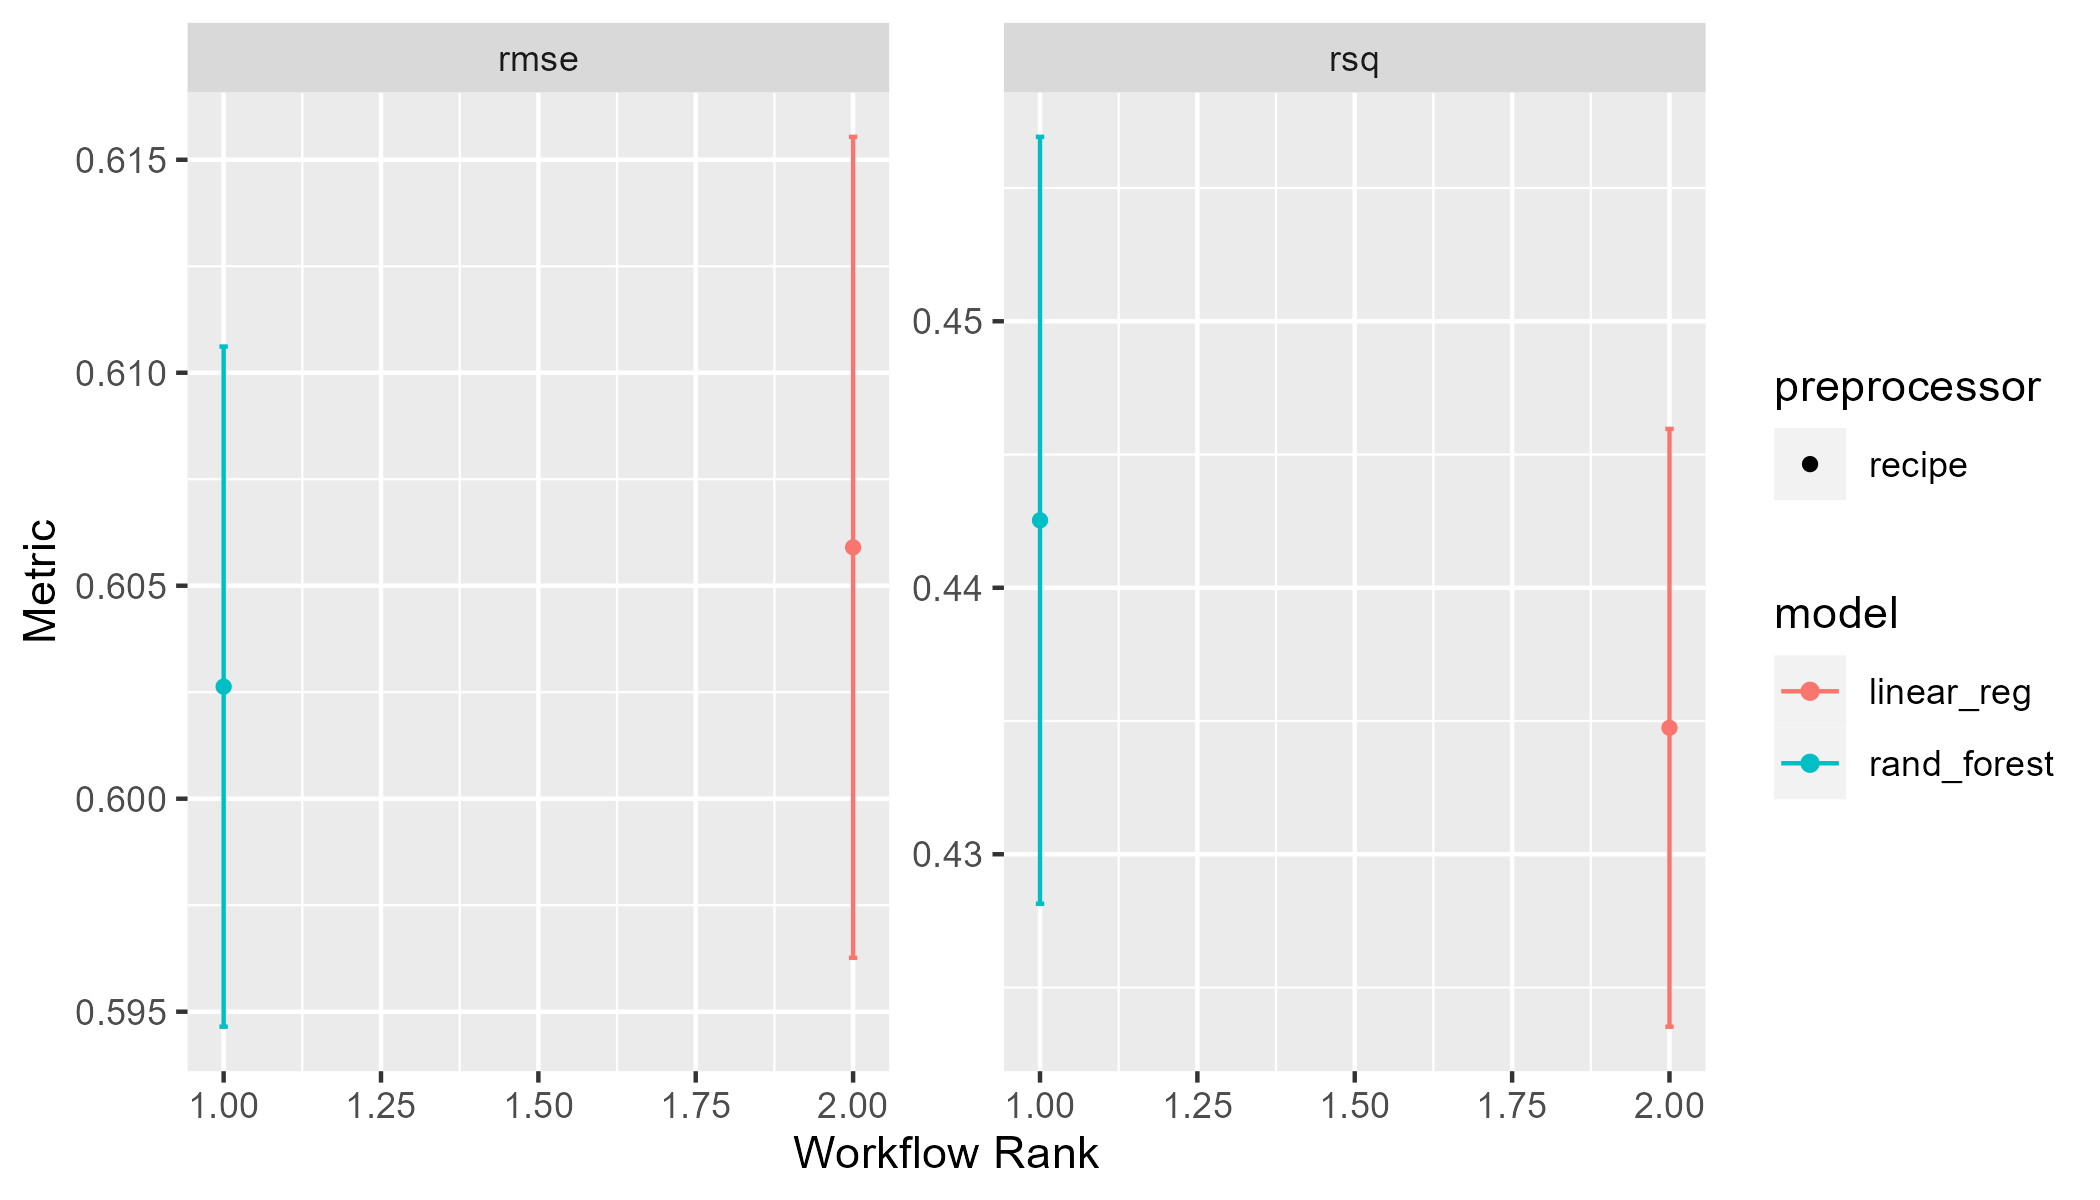 rmse
rsq
Metric
0.615
0.610
0.605
0.600
0.595
0.45
0.44
0.43
1.00 1.25 1.50 1.75 2.00
1.00 1.25 1.50 1.75 2.00
Workflow Rank
preprocessor
recipe
model
linear_reg
rand_forest